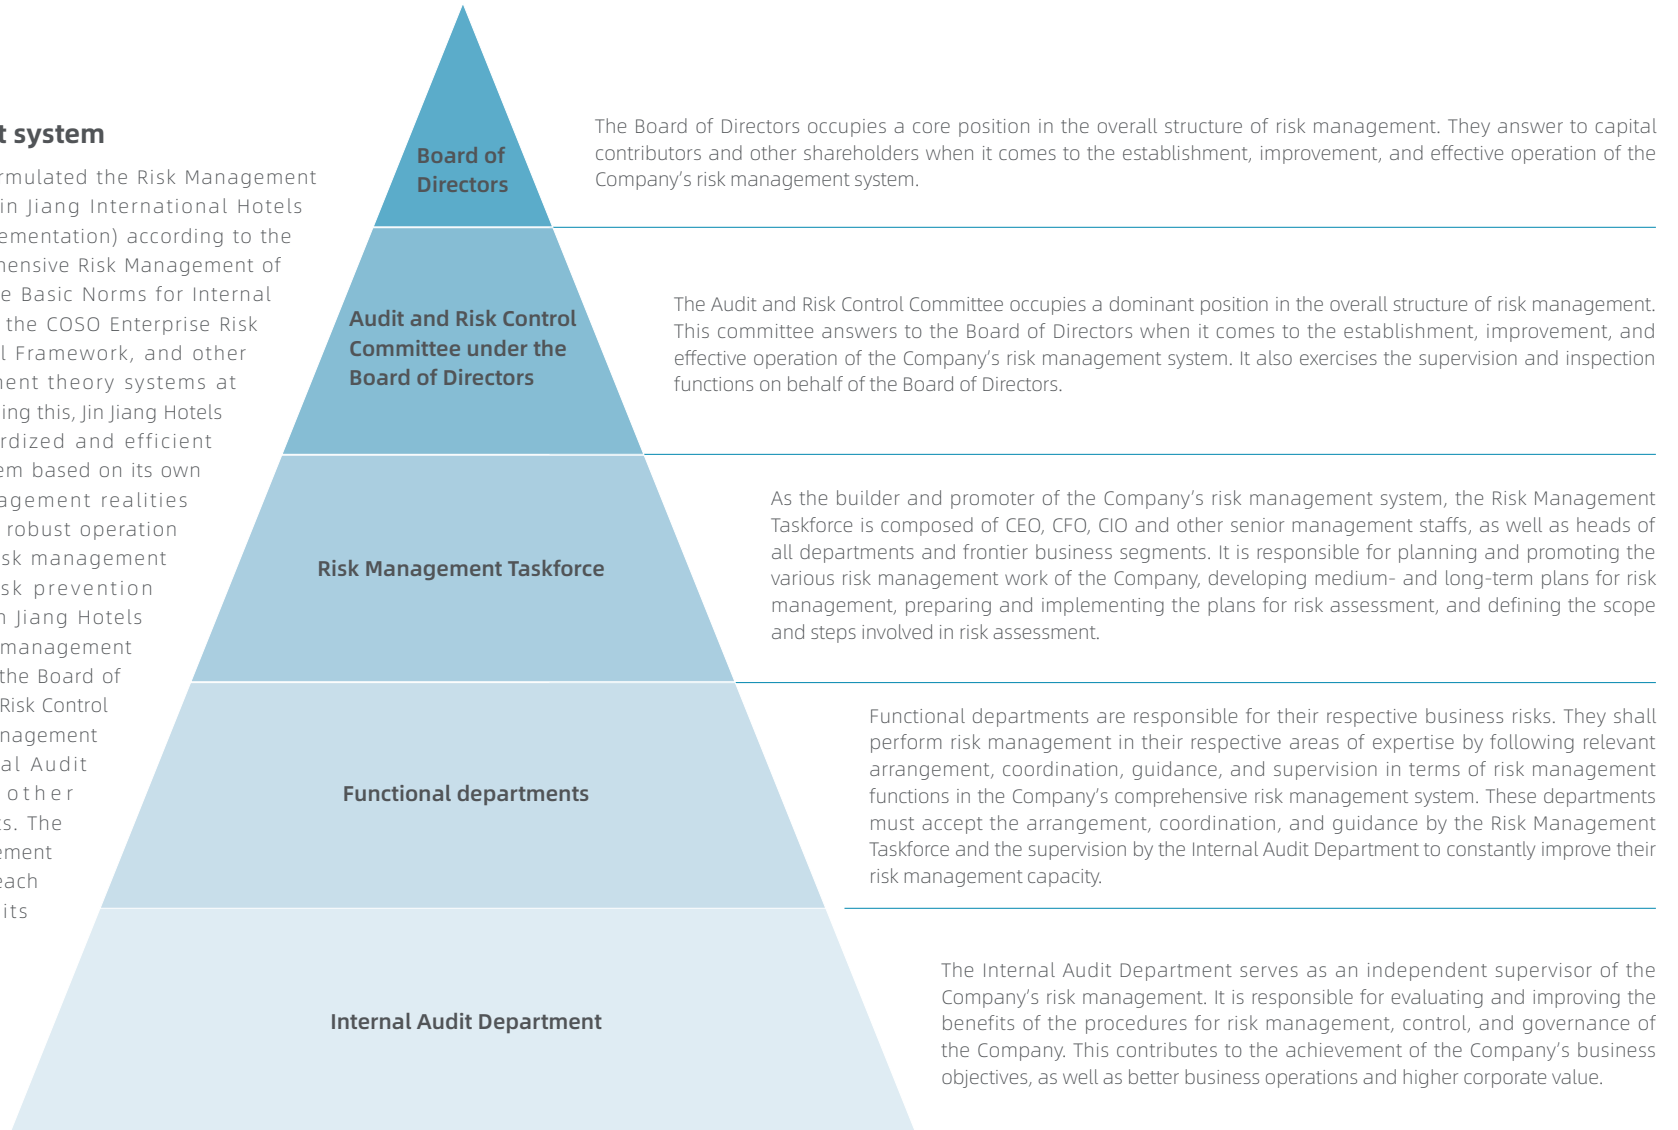 t system
rmulated the Risk Management
in Jiang International Hotels
ementation) according to the
hensive Risk Management of
e Basic Norms for Internal
the COSO Enterprise Risk
l Framework, and other
nent theory systems at
ing this, Jin Jiang Hotels
rdized and efficient
em based on its own
agement realities
robust operation
sk management
sk prevention
n Jiang Hotels
management
the Board of
Risk Control
nagement
al Audit
other
ts. The
ement
each
its
Board of
Directors
The Board of Directors occupies a core position in the overall structure of risk management. They answer to capital
contributors and other shareholders when it comes to the establishment, improvement, and effective operation of the
Company's risk management system.
Audit and Risk Control
Committee under the
Board of Directors
The Audit and Risk Control Committee occupies a dominant position in the overall structure of risk management.
This committee answers to the Board of Directors when it comes to the establishment, improvement, and
effective operation of the Company's risk management system. It also exercises the supervision and inspection
functions on behalf of the Board of Directors.
Risk Management Taskforce
As the builder and promoter of the Company's risk management system, the Risk Management
Taskforce is composed of CEO, CFO, CIO and other senior management staffs, as well as heads of
all departments and frontier business segments. It is responsible for planning and promoting the
various risk management work of the Company, developing medium- and long-term plans for risk
management, preparing and implementing the plans for risk assessment, and defining the scope
and steps involved in risk assessment.
Functional departments
Functional departments are responsible for their respective business risks. They shall
perform risk management in their respective areas of expertise by following relevant
arrangement, coordination, guidance, and supervision in terms of risk management
functions in the Company's comprehensive risk management system. These departments
must accept the arrangement, coordination, and guidance by the Risk Management
Taskforce and the supervision by the Internal Audit Department to constantly improve their
risk management capacity.
Internal Audit Department
The Internal Audit Department serves as an independent supervisor of the
Company's risk management. It is responsible for evaluating and improving the
benefits of the procedures for risk management, control, and governance of
the Company. This contributes to the achievement of the Company's business
objectives, as well as better business operations and higher corporate value.